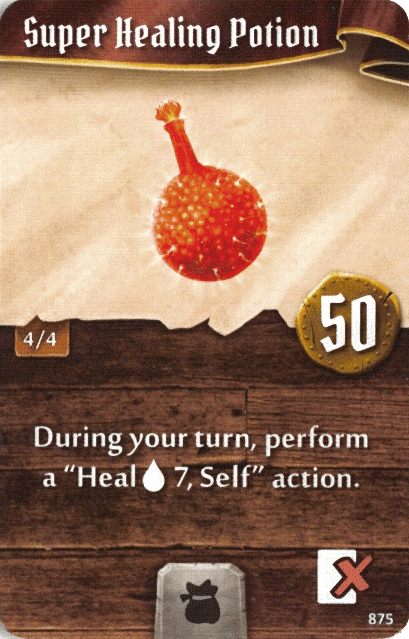 Super Healing Potion
50
4/4
During your turn, perform
a “Heal 7, Self” action.
875